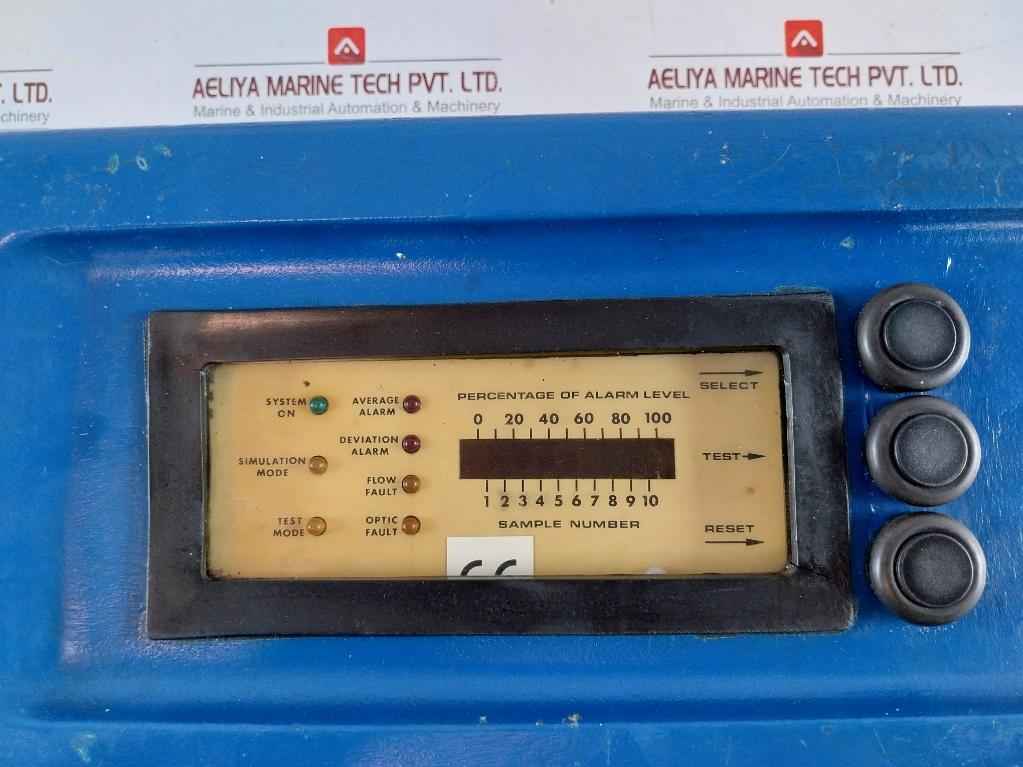 . LTD.
chinery
AELIYA MARINE TECH PVT. LTD.
Marine & Industrial Automation & Machinery
AELIYA MARINE TECH PVT. LTD.
Marine & Industrial Automation & Machinery
SYSTEM
ON
SIMULATION
MODE
TEST
MODE
AVERAGE
ALARM
DEVIATION
ALARM
FLOW
FAULT
OPTIC
FAULT
PERCENTAGE OF ALARM LEVEL
0 20 40 60 80 100
1 2 3 4 5 6 7 8 9 10
SAMPLE NUMBER
SELECT
TEST
RESET
CE